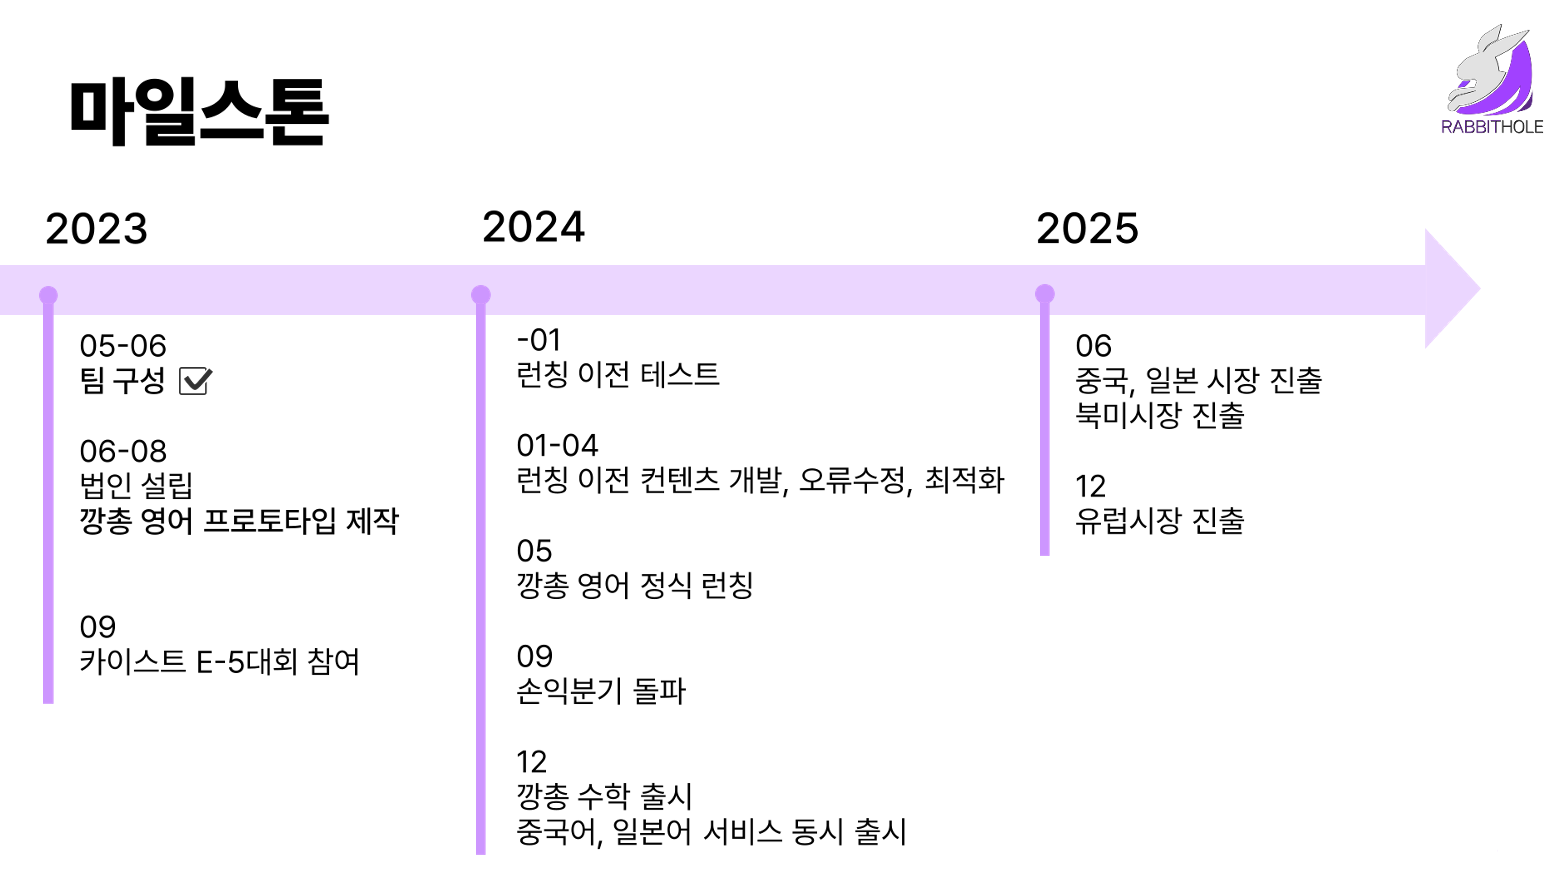 마일스톤
RABBITHOLE
2023
05-06
팀 구성
06-08
법인 설립
깡총 영어 프로토타입 제작
09
카이스트 E-5대회 참여
2024
-01
런칭 이전 테스트
01-04
런칭 이전 컨텐츠 개발, 오류수정, 최적화
05
깡총 영어 정식 런칭
09
손익분기 돌파
12
깡총 수학 출시
중국어, 일본어 서비스 동시 출시
2025
06
중국, 일본 시장 진출
북미시장 진출
12
유럽시장 진출